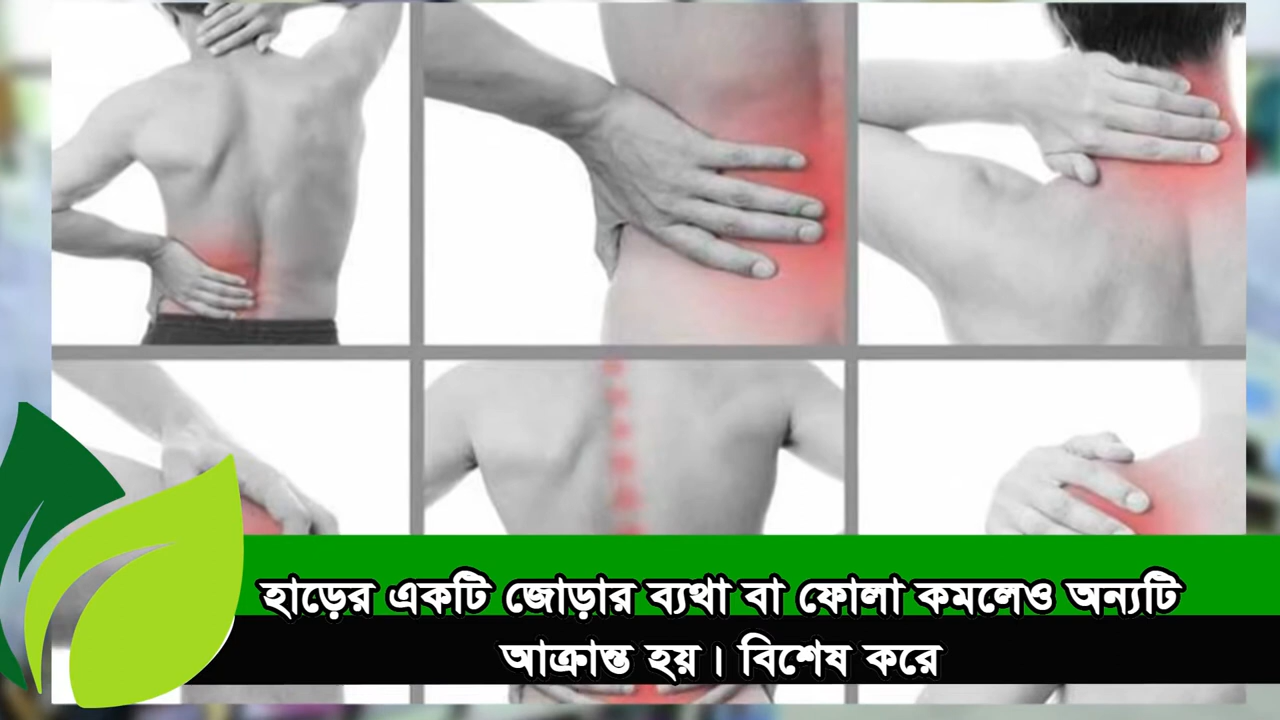 হাড়ের একটি জোড়ার ব্যথা বা ফোলা কমলেও অন্যটি
আক্রান্ত হয়। বিশেষ করে